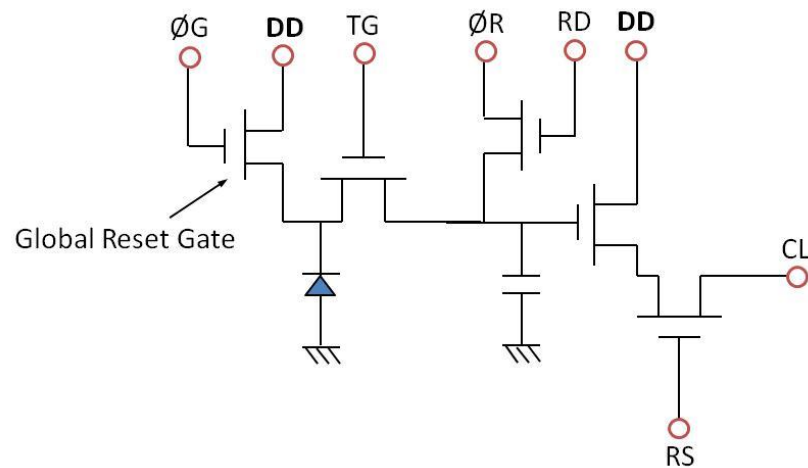 ØG DD TG ØR RD DD
Global Reset Gate
CL
RS